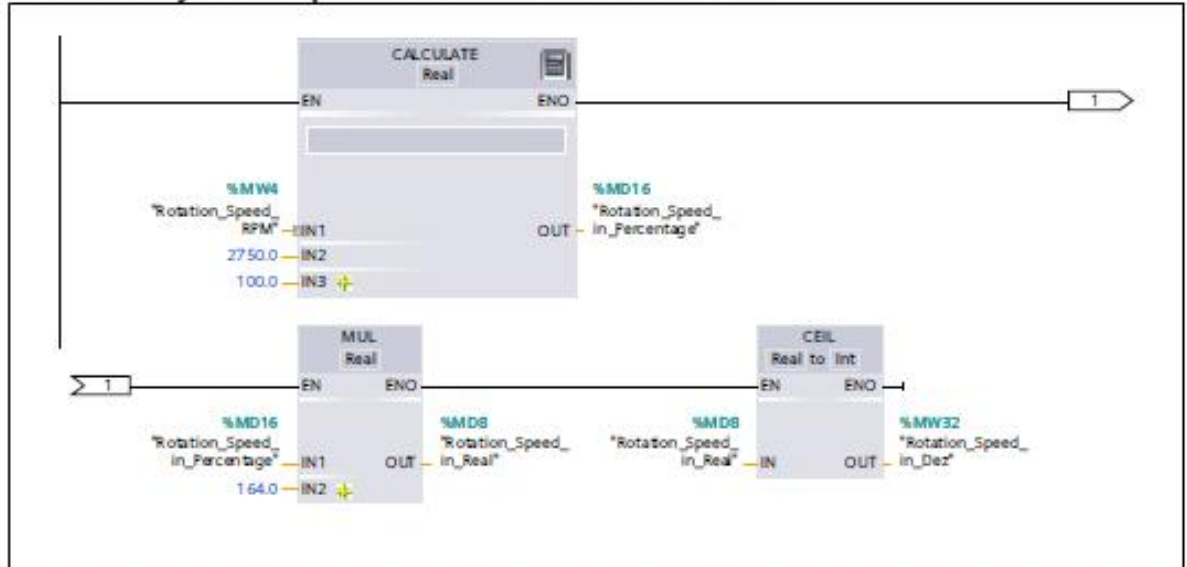 CALCULATE
Real
EN ENO
1
%MW4
"Rotation_Speed_
RPM" IN1
2750.0 IN2
100.0 IN3
%MD16
"Rotation_Speed_
OUT in_Percentage"
MUL
Real
1
EN ENO
%MD16
"Rotation_Speed_
in_Percentage" IN1
164.0 IN2
%MD8
"Rotation_Speed_
OUT in_Real"
CEIL
Real to Int
EN ENO
%MD8
"Rotation_Speed_
in_Real" IN
%MW32
"Rotation_Speed_
OUT in_Dez"